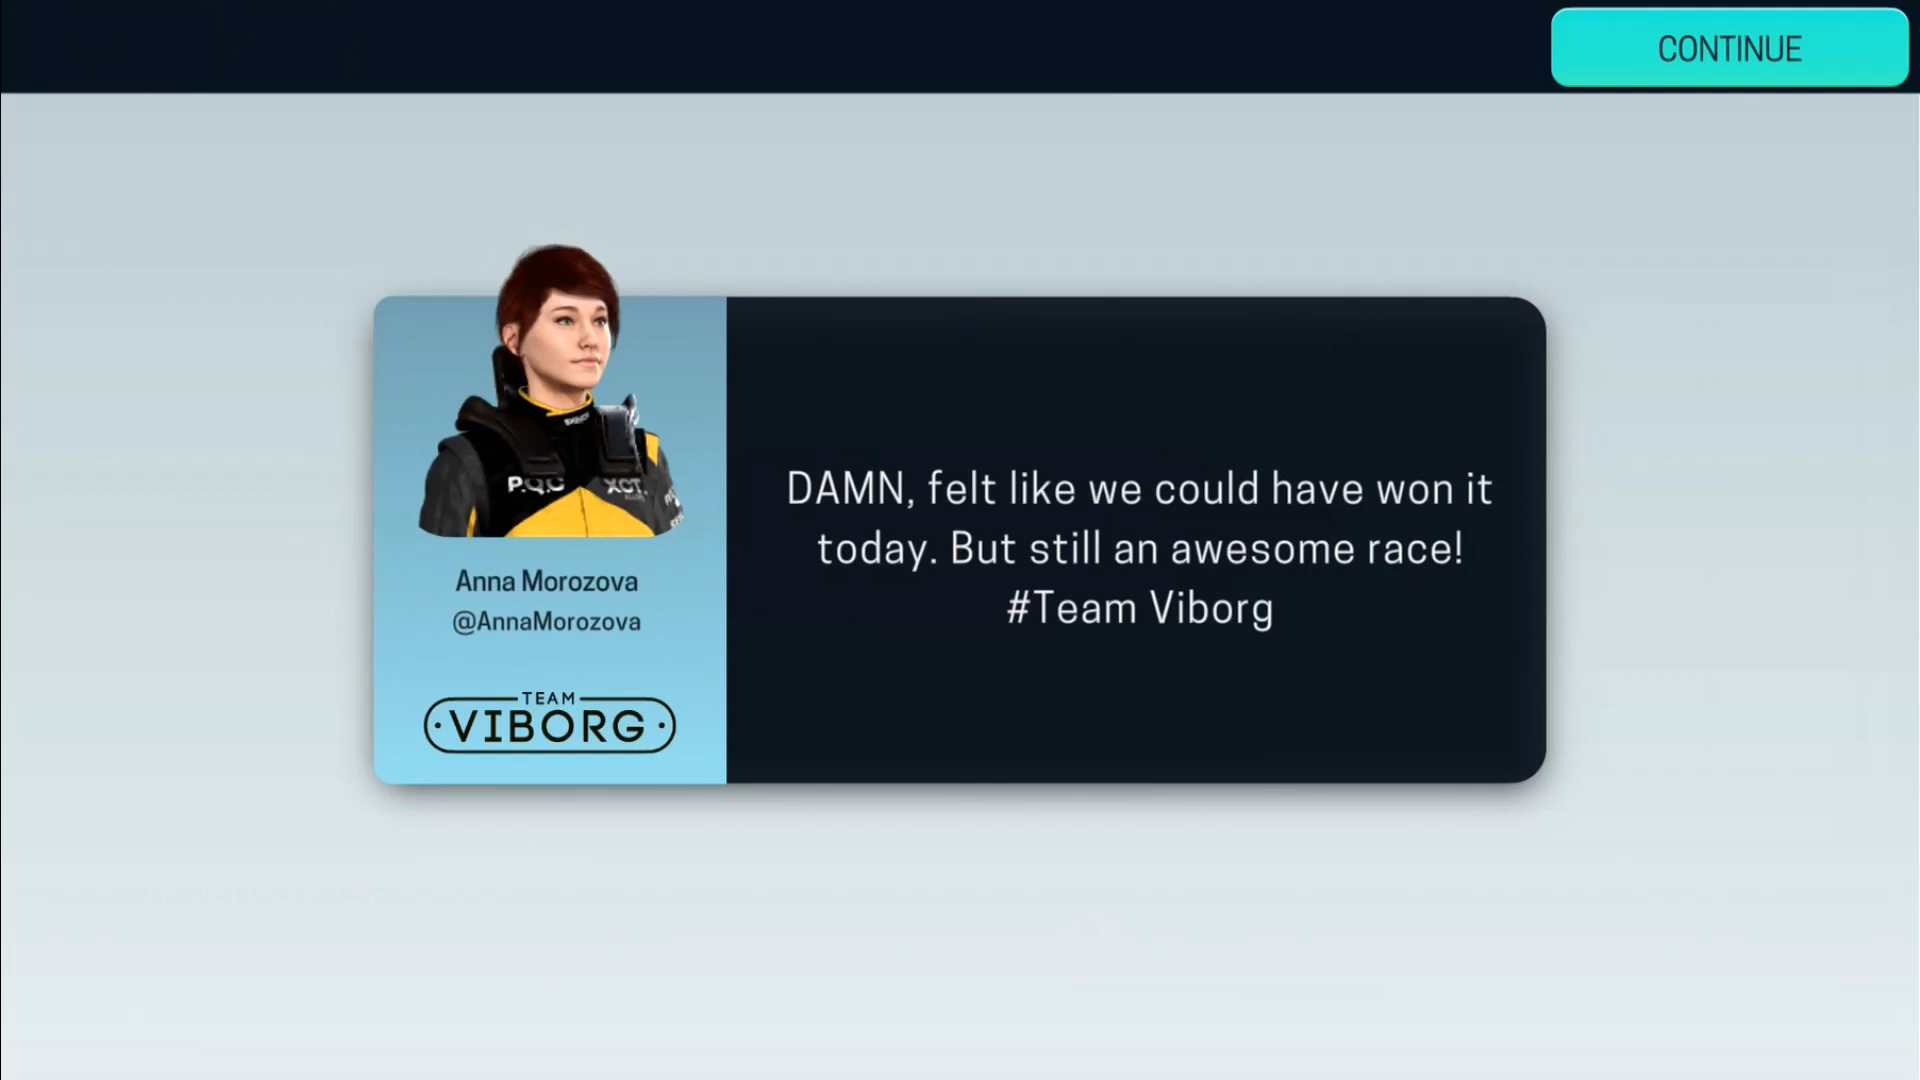 CONTINUE
P.Q.C XCT.
Anna Morozova
@AnnaMorozova
TEAM
VIBORG
DAMN, felt like we could have won it
today. But still an awesome race!
#Team Viborg